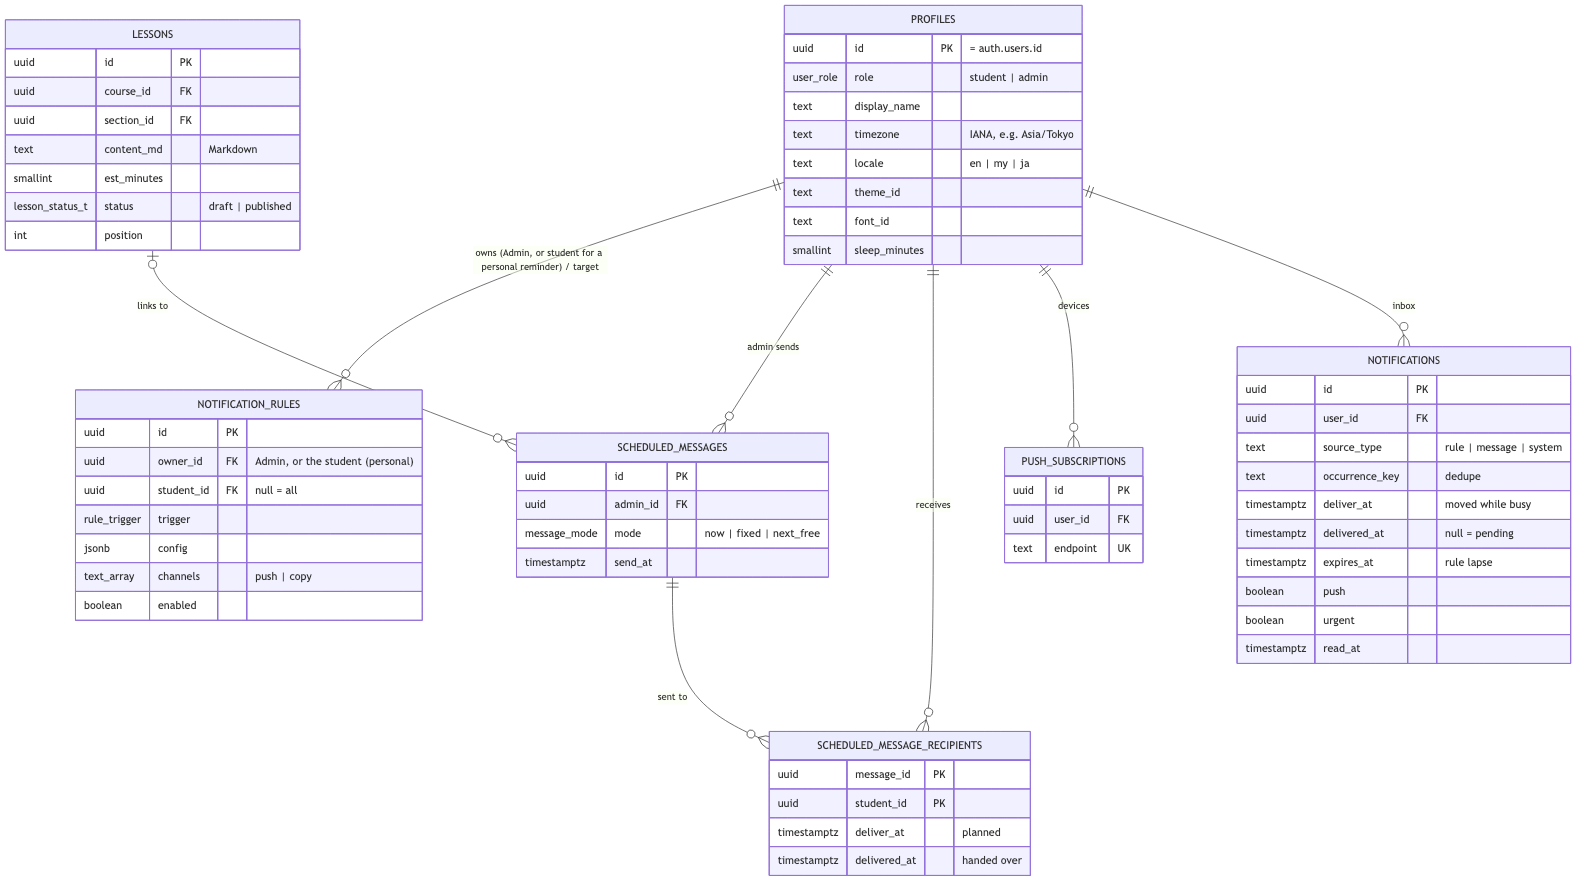 LESSONS
uuid id PK
uuid course_id FK
uuid section_id FK
text content_md Markdown
smallint est_minutes
lesson_status_t status draft | published
int position
PROFILES
uuid id PK = auth.users.id
user_role role student | admin
text display_name
text timezone IANA, e.g. Asia/Tokyo
text locale en | my | ja
text theme_id
text font_id
smallint sleep_minutes
owns (Admin, or student for a
personal reminder) / target
links to
admin sends
devices
inbox
NOTIFICATION_RULES
uuid id PK
uuid owner_id FK Admin, or the student (personal)
uuid student_id FK null = all
rule_trigger trigger
jsonb config
text_array channels push | copy
boolean enabled
SCHEDULED_MESSAGES
uuid id PK
uuid admin_id FK
message_mode mode now | fixed | next_free
timestamptz send_at
PUSH_SUBSCRIPTIONS
uuid id PK
uuid user_id FK
text endpoint UK
NOTIFICATIONS
uuid id PK
uuid user_id FK
text source_type rule | message | system
text occurrence_key dedupe
timestamptz deliver_at moved while busy
timestamptz delivered_at null = pending
timestamptz expires_at rule lapse
boolean push
boolean urgent
timestamptz read_at
receives
sent to
SCHEDULED_MESSAGE_RECIPIENTS
uuid message_id PK
uuid student_id PK
timestamptz deliver_at planned
timestamptz delivered_at handed over